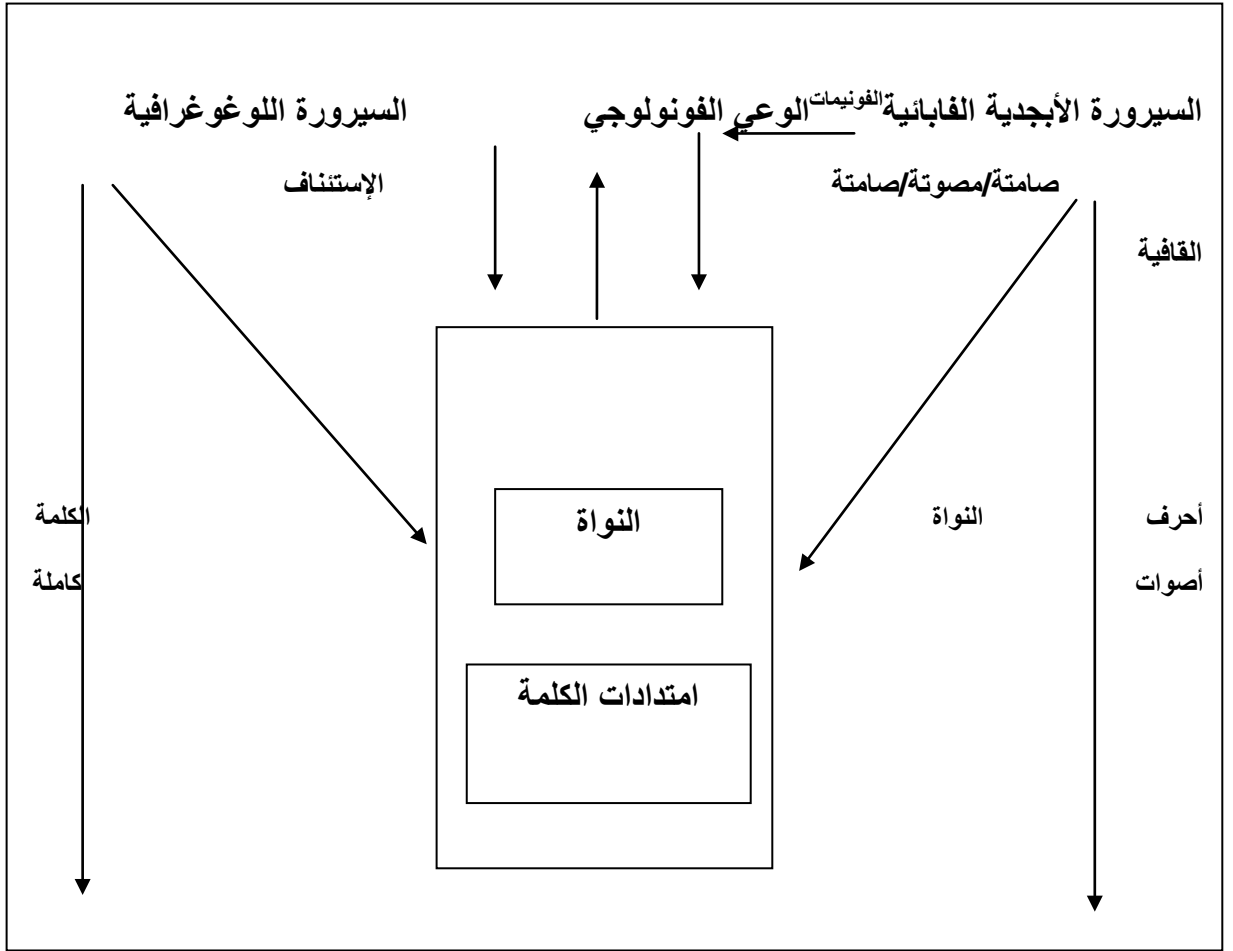 السيرورة الأبجدية الفابائية الفونيمات الوعي الفونولوجي السيرورة اللوغوغرافية
صامتة/مصوتة/صامتة الإستئناف
القافية
أحرف النواة النواة الكلمة
أصوات كاملة
امتدادات الكلمة